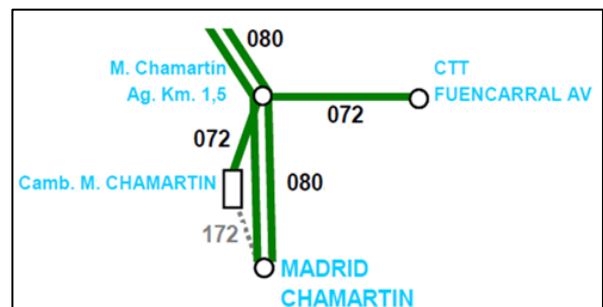 080
M. Chamartín
Ag. Km. 1,5
CTT
FUENCARRAL AV
072
072
Camb. M. CHAMARTIN
080
172
MADRID
CHAMARTIN